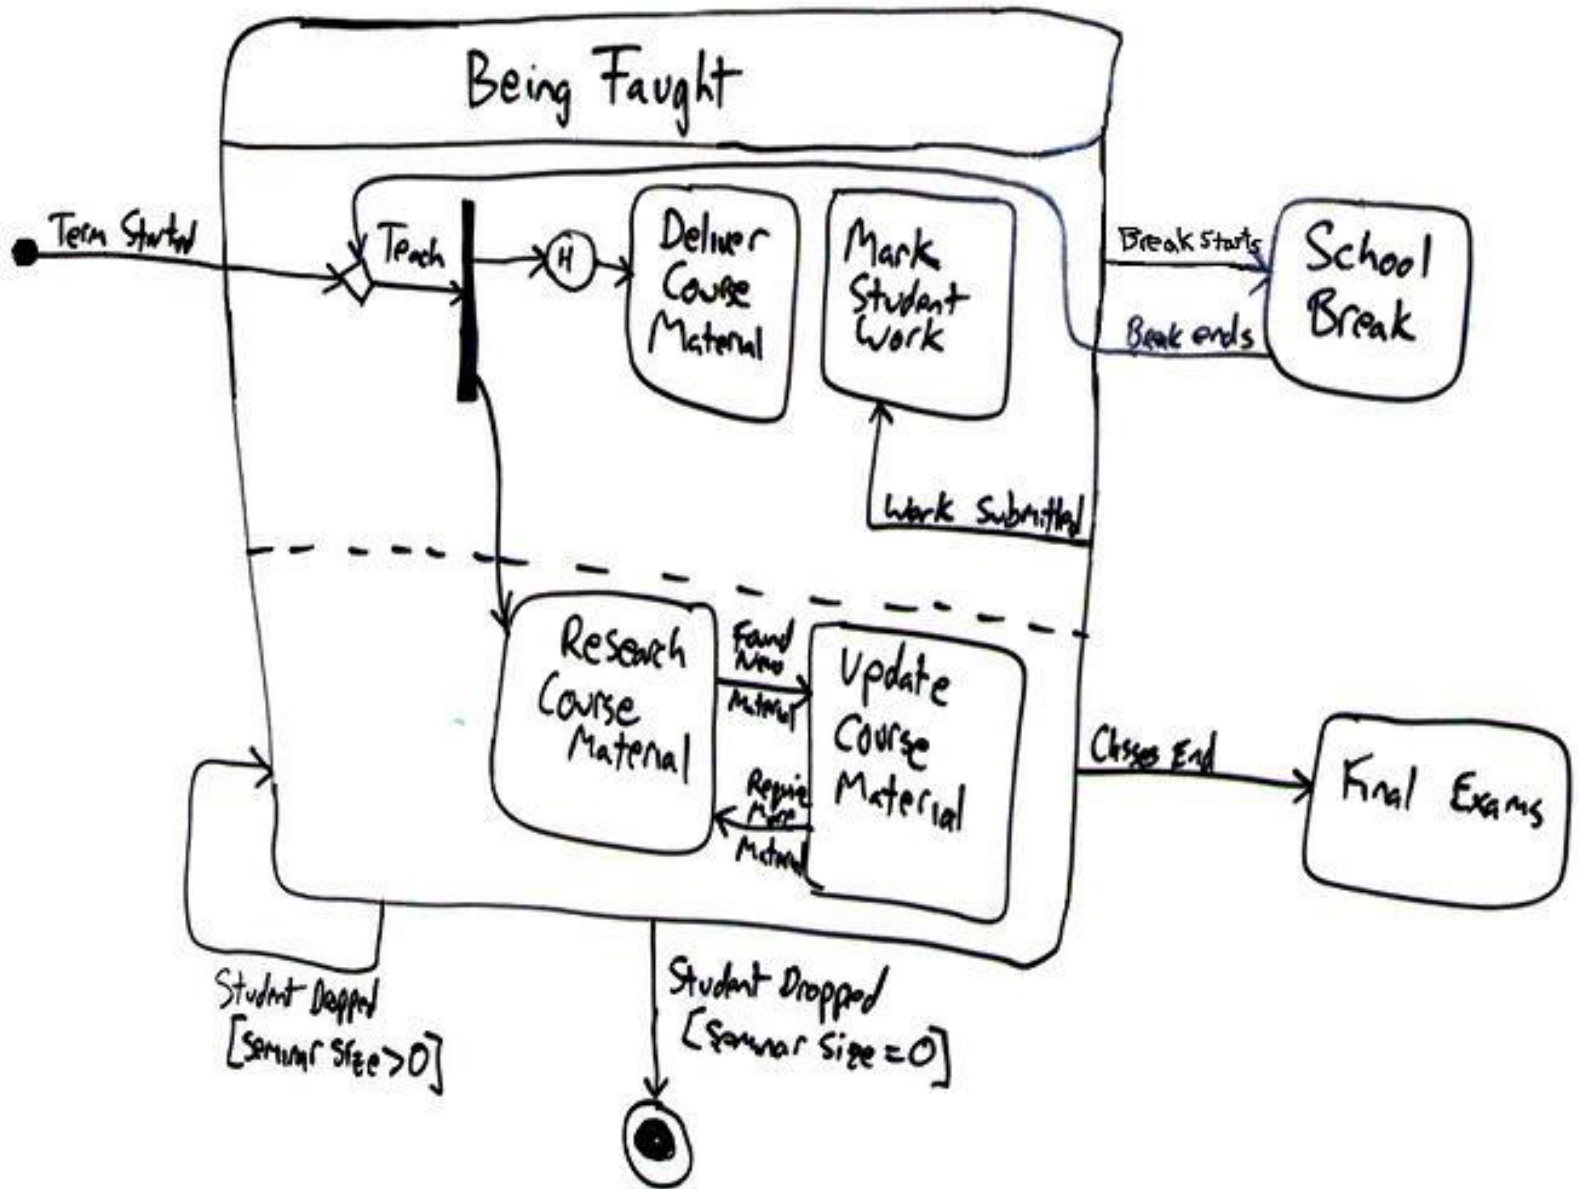 Being Faught
Term Started
Teach
H
Deliver
Course
Material
Mark
Student
Work
Break Starts
School
Break
Break ends
Work Submitted
Research
Course
Material
Found
New
Material
Update
Course
Material
Require
More
Material
Classes End
Final Exams
Student Dropped
[Seminar Size>0]
Student Dropped
[Seminar Size=0]